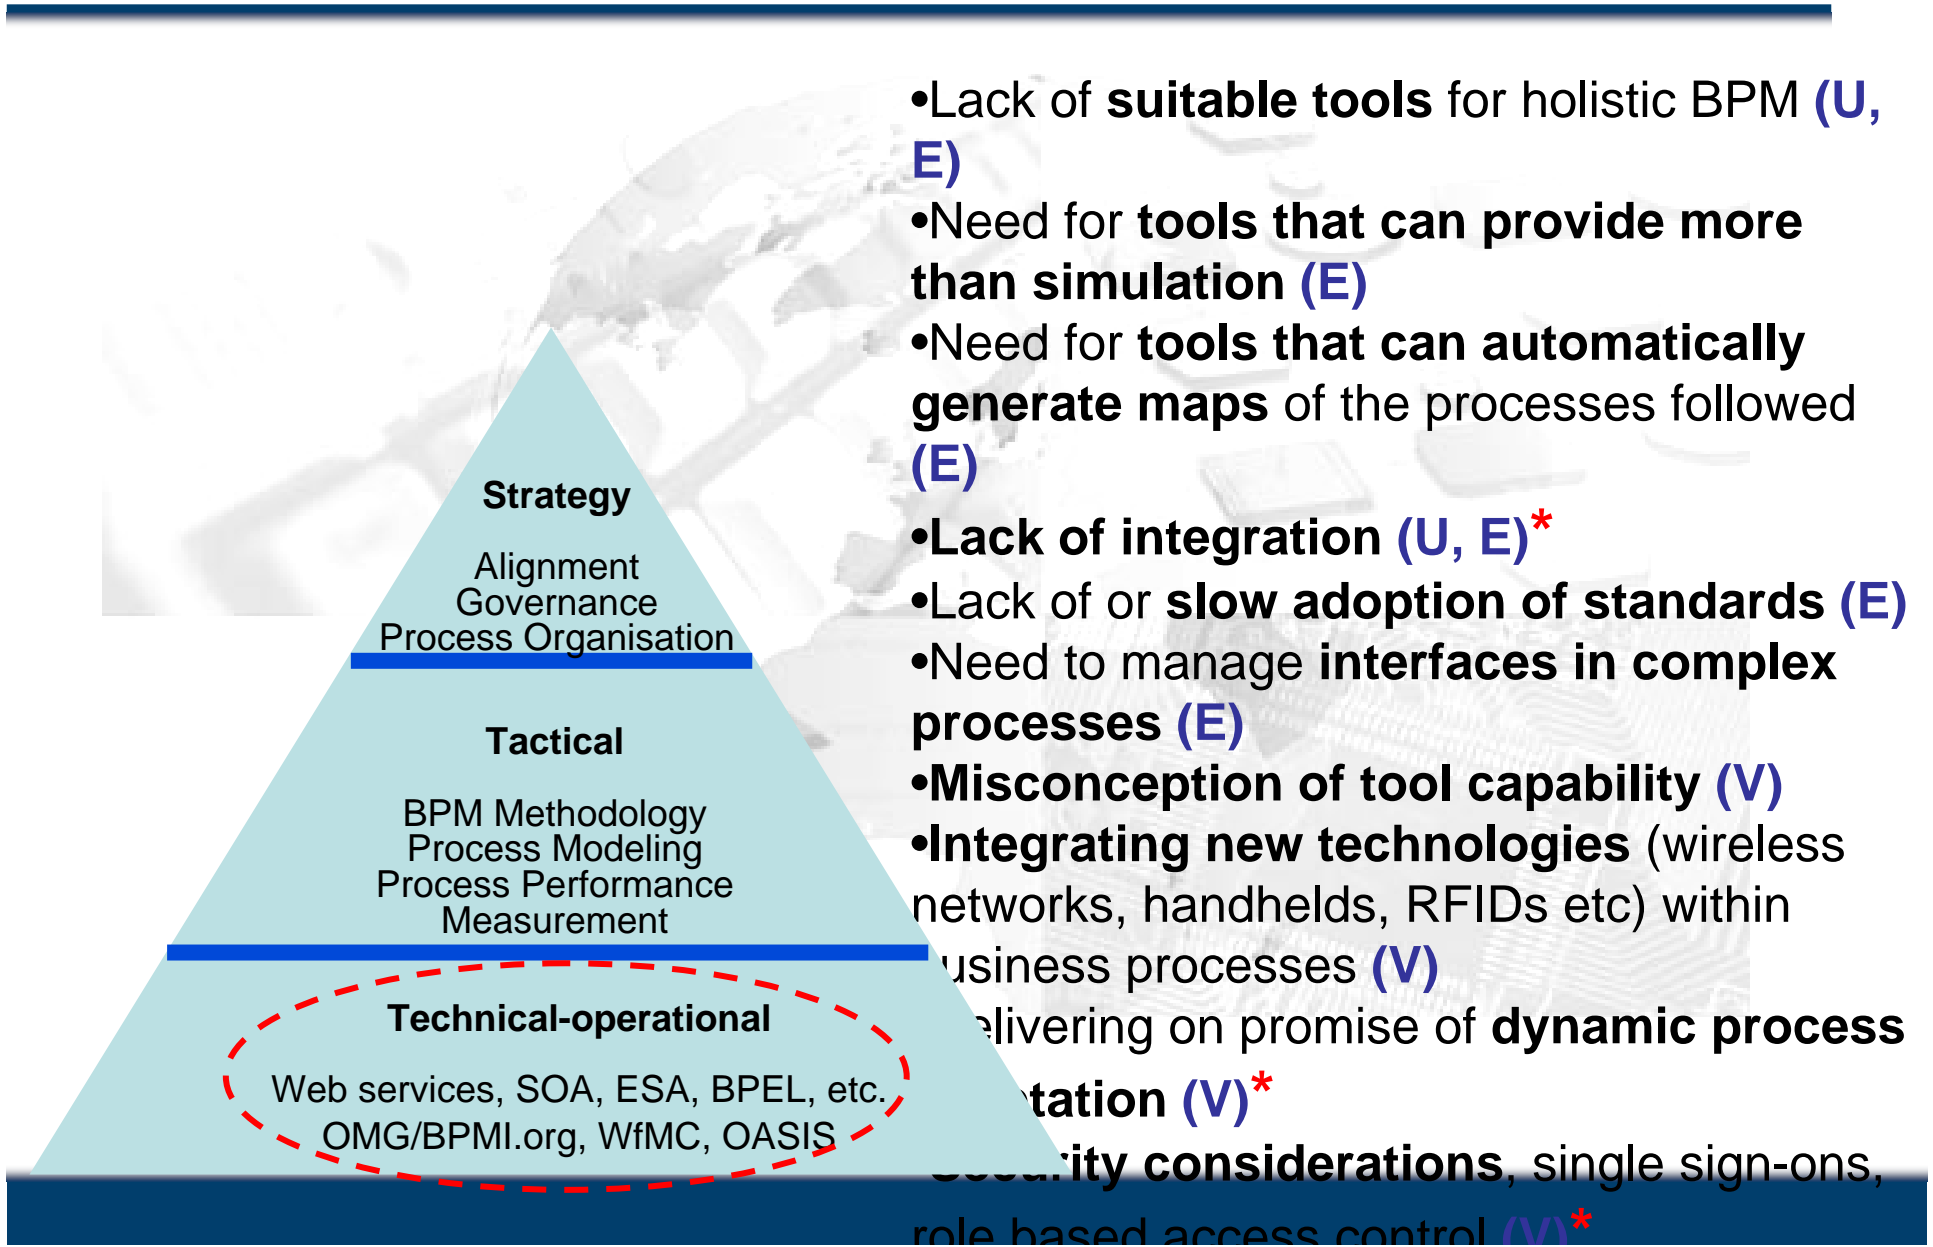 •Lack of suitable tools for holistic BPM (U,
E)
•Need for tools that can provide more
than simulation (E)
•Need for tools that can automatically
generate maps of the processes followed
(E)
•Lack of integration (U, E)*
•Lack of or slow adoption of standards (E)
•Need to manage interfaces in complex
processes (E)
•Misconception of tool capability (V)
•Integrating new technologies (wireless
networks, handhelds, RFIDs etc) within
usiness processes (V)
elivering on promise of dynamic process
tation (V)*
Security considerations, single sign-ons,
role based access control (V)*
Strategy
Alignment
Governance
Process Organisation
Tactical
BPM Methodology
Process Modeling
Process Performance
Measurement
Technical-operational
Web services, SOA, ESA, BPEL, etc.
OMG/BPMI.org, WfMC, OASIS